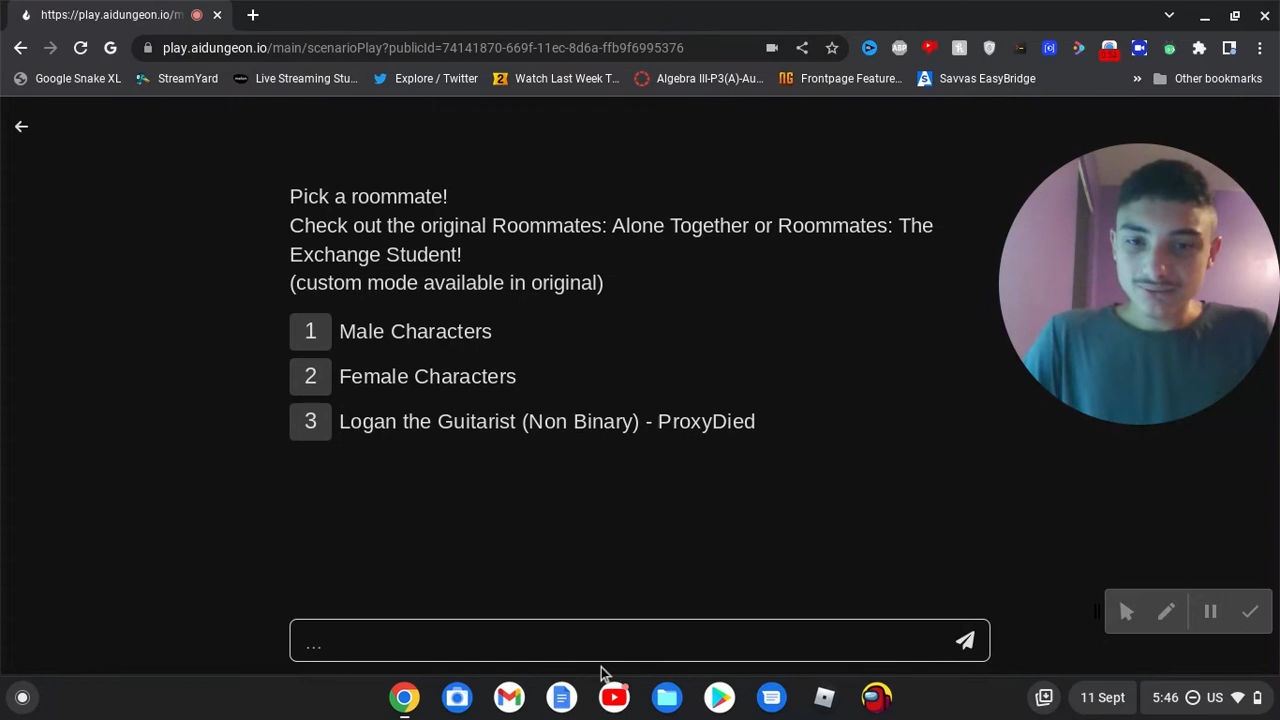 https://play.aidungeon.io/m
play.aidungeon.io/main/scenarioPlay?publicId=74141870-669f-11ec-8d6a-ffb9f6995376
ABP
Google Snake XL
StreamYard
Live Streaming Stu...
Explore / Twitter
Watch Last Week T...
Algebra III-P3(A)-Au...
Frontpage Feature...
Savvas EasyBridge
»
Other bookmarks
Pick a roommate!
Check out the original Roommates: Alone Together or Roommates: The
Exchange Student!
(custom mode available in original)
1 Male Characters
2 Female Characters
3 Logan the Guitarist (Non Binary) - ProxyDied
...
11 Sept
5:46
US